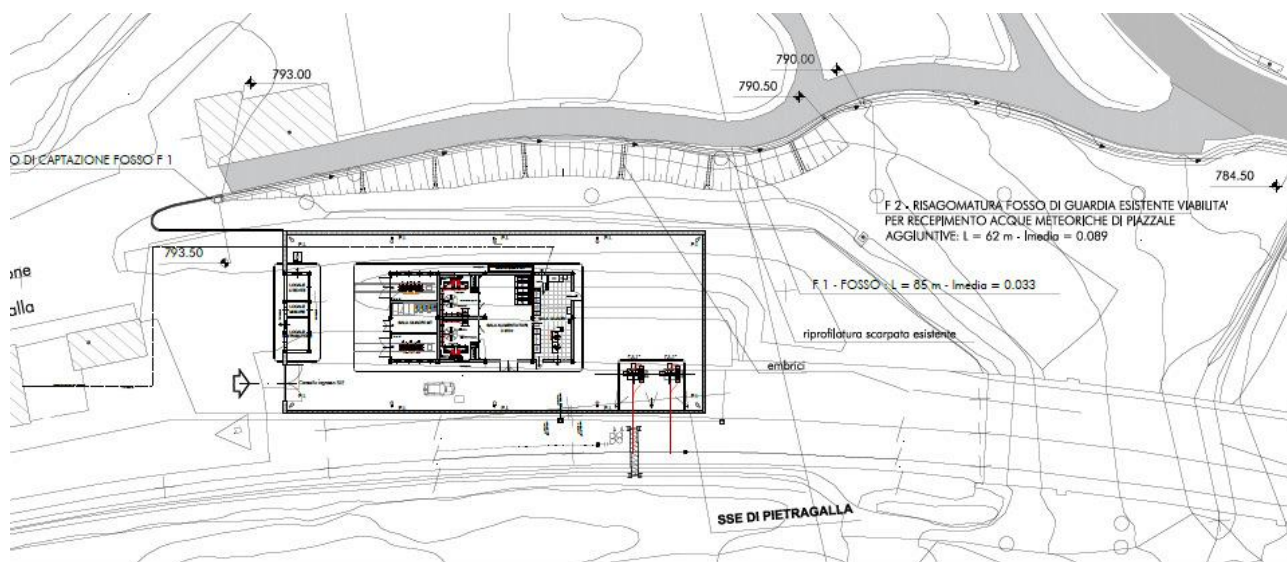 793.00
790.00
790.50
O DI CAPTAZIONE FOSSO F 1
784.50
F 2 - RISAGOMATURA FOSSO DI GUARDIA ESISTENTE VIABILITA'
PER RECEPIMENTO ACQUE METEORICHE DI PIAZZALE
AGGIUNTIVE: L = 62 m - Imedia = 0.089
793.50
one
alla
F 1 - FOSSO : L = 85 m - Imedia = 0.033
riprofilatura scarpata esistente
embrici
SSE DI PIETRAGALLA